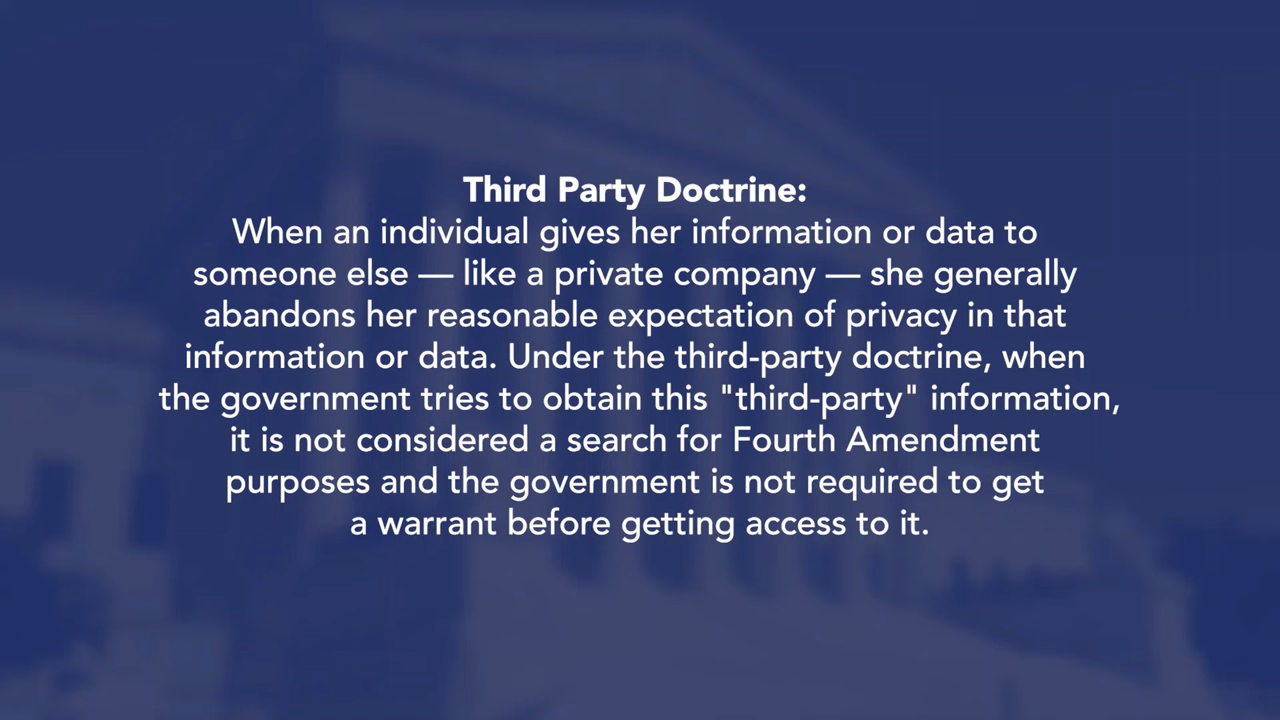 Third Party Doctrine:
When an individual gives her information or data to
someone else — like a private company — she generally
abandons her reasonable expectation of privacy in that
information or data. Under the third-party doctrine, when
the government tries to obtain this "third-party" information,
it is not considered a search for Fourth Amendment
purposes and the government is not required to get
a warrant before getting access to it.